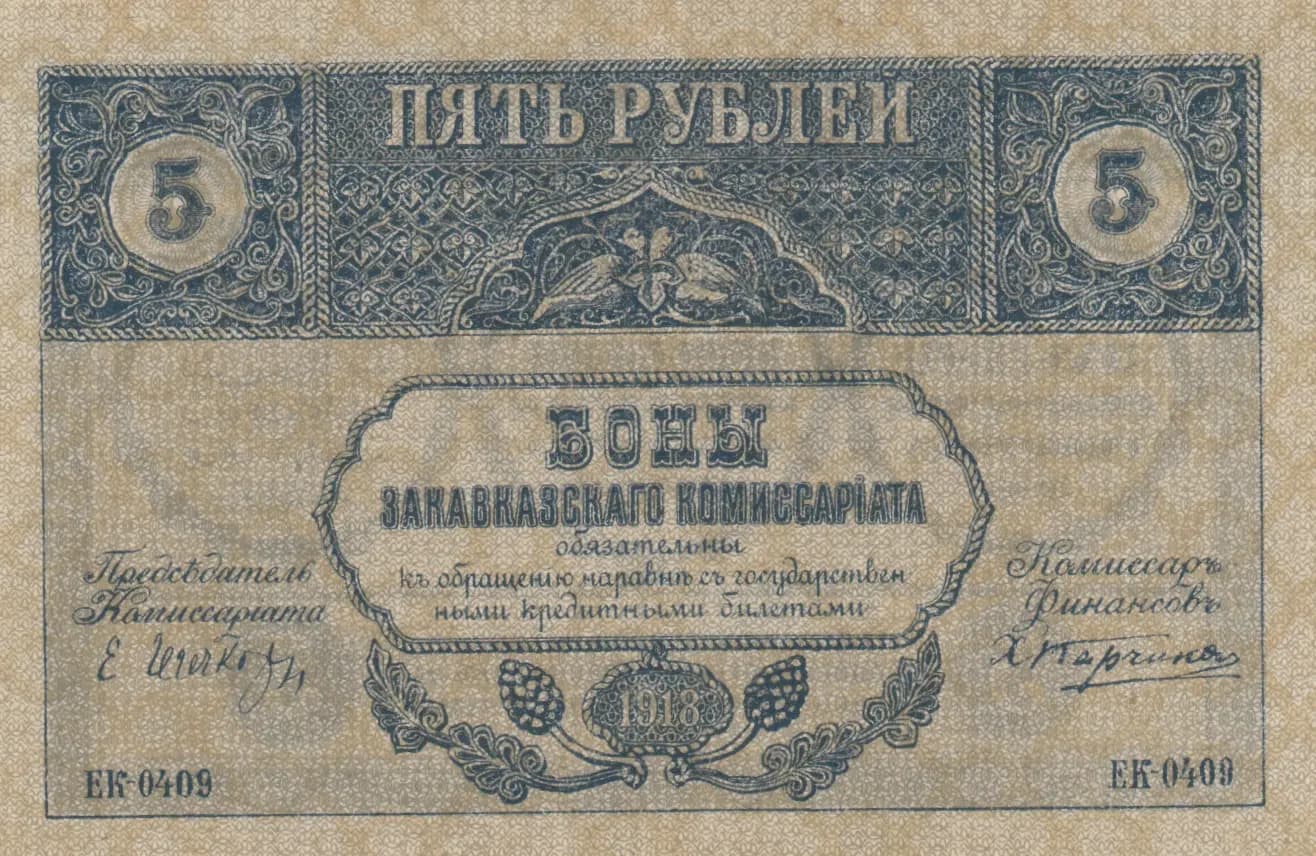 ПЯТЬ РУБЛЕЙ
5
5
БОНЫ
ЗАКАВКАЗСКАГО КОМИССАРІАТА
обязательны
къ обращенію наравнѣ съ государствен
ными кредитными билетами
Предсѣдатель
Комиссаріата
Комиссаръ
Финансовъ
1918
ЕК-0409
ЕК-0409